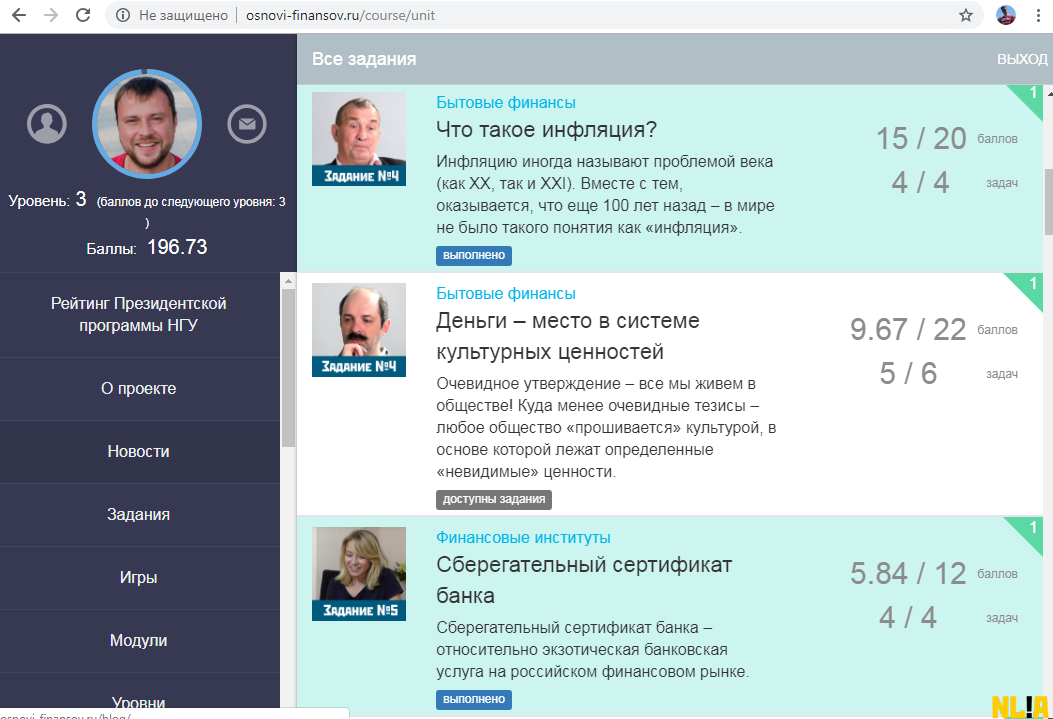 Не защищено
osnovi-finansov.ru/course/unit
Уровень: 3 (баллов до следующего уровня: 3
)
Баллы: 196.73
Рейтинг Президентской
программы НГУ
О проекте
Новости
Задания
Игры
Модули
Уровни
osnovi-finansov.ru/blog/
Все задания
ВЫХОД
ЗАДАНИЕ №4
Бытовые финансы
Что такое инфляция?
Инфляцию иногда называют проблемой века
(как XX, так и XXI). Вместе с тем,
оказывается, что еще 100 лет назад – в мире
не было такого понятия как «инфляция».
выполнено
1
15 / 20 баллов
4 / 4 задач
ЗАДАНИЕ №4
Бытовые финансы
Деньги – место в системе
культурных ценностей
Очевидное утверждение – все мы живем в
обществе! Куда менее очевидные тезисы –
любое общество «прошивается» культурой, в
основе которой лежат определенные
«невидимые» ценности.
доступны задания
1
9.67 / 22 баллов
5 / 6 задач
ЗАДАНИЕ №5
Финансовые институты
Сберегательный сертификат
банка
Сберегательный сертификат банка –
относительно экзотическая банковская
услуга на российском финансовом рынке.
выполнено
1
5.84 / 12 баллов
4 / 4 задач
NL!A